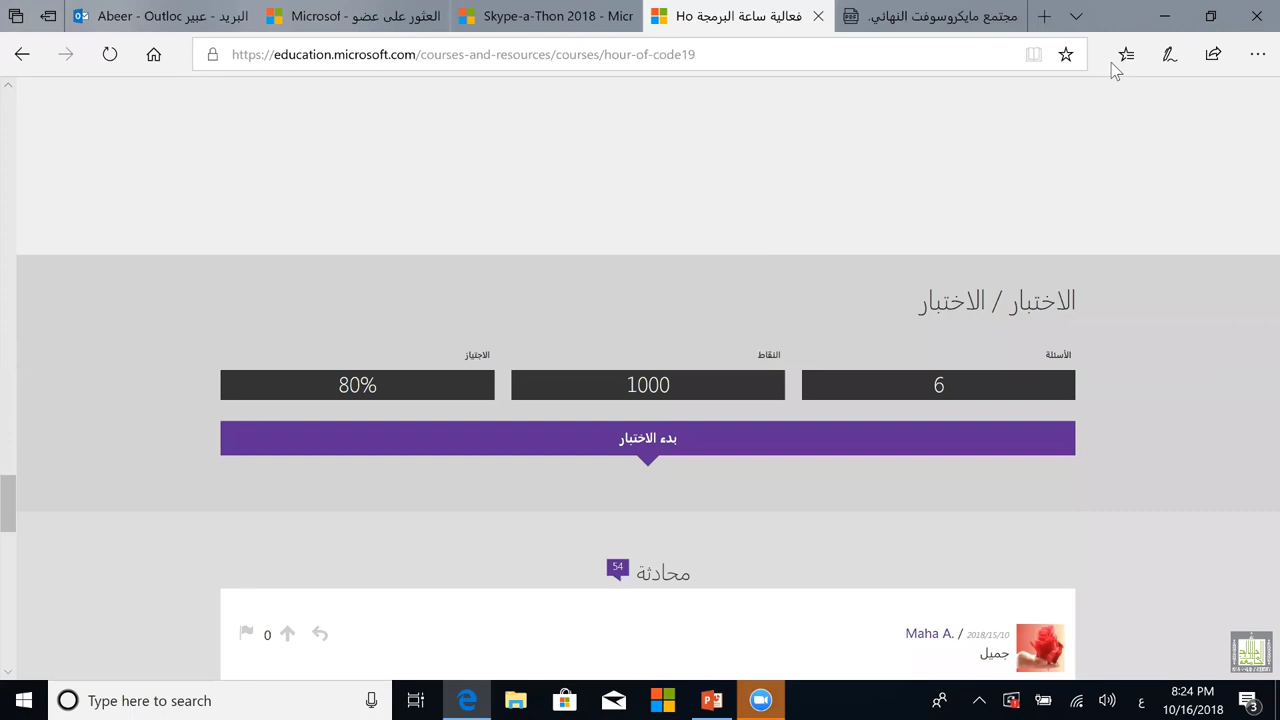 البريد - عبير - Aberr - Outloc
العثور على عضو - Microsof
Skype-a-Thon 2018 - Micr
فعالية ساعة البرمجة Ho
مجتمع مايكروسوفت النهائي.
https://education.microsoft.com/courses-and-resources/courses/hour-of-code19
الاختبار / الاختبار
الأسئلة
النقاط
الاجتياز
6
1000
80%
بدء الاختبار
محادثة 54
Maha A. / 2018/15/10
جميل
0
Type here to search
ع
8:24 PM
10/16/2018
3